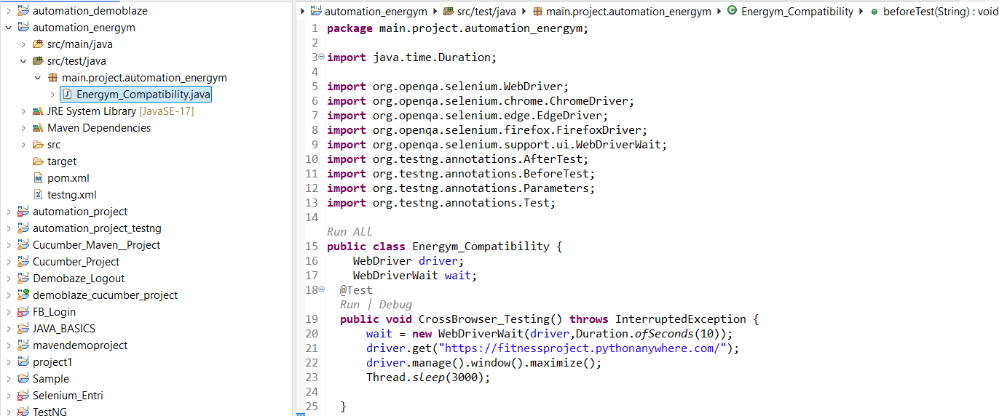 automation_demoblaze
automation_energym
src/main/java
src/test/java
main.project.automation_energym
Energym_Compatibility.java
JRE System Library [JavaSE-17]
Maven Dependencies
src
target
pom.xml
testng.xml
automation_project
automation_project_testng
Cucumber_Maven__Project
Cucumber_Project
Demobaze_Logout
demoblaze_cucumber_project
FB_Login
JAVA_BASICS
mavendemoproject
project1
Sample
Selenium_Entri
TestNG
automation_energym src/test/java main.project.automation_energym Energym_Compatibility beforeTest(String) : void
1 package main.project.automation_energym;
2
3 import java.time.Duration;
4
5 import org.openqa.selenium.WebDriver;
6 import org.openqa.selenium.chrome.ChromeDriver;
7 import org.openqa.selenium.edge.EdgeDriver;
8 import org.openqa.selenium.firefox.FirefoxDriver;
9 import org.openqa.selenium.support.ui.WebDriverWait;
10 import org.testng.annotations.AfterTest;
11 import org.testng.annotations.BeforeTest;
12 import org.testng.annotations.Parameters;
13 import org.testng.annotations.Test;
14
Run All
15 public class Energym_Compatibility {
16 WebDriver driver;
17 WebDriverWait wait;
18 @Test
Run | Debug
19 public void CrossBrowser_Testing() throws InterruptedException {
20 wait = new WebDriverWait(driver,Duration.ofSeconds(10));
21 driver.get("https://fitnessproject.pythonanywhere.com/");
22 driver.manage().window().maximize();
23 Thread.sleep(3000);
24
25 }